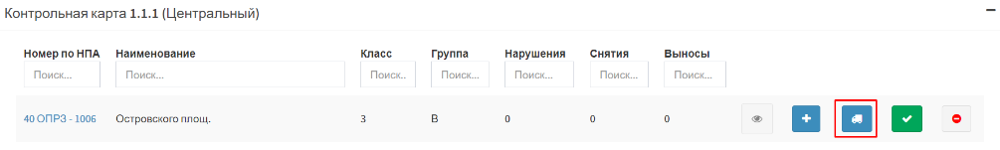 Контрольная карта 1.1.1 (Центральный)
Номер по НПА Наименование Класс Группа Нарушения Снятия Выносы
Поиск... Поиск... Поиск.. Поиск... Поиск... Поиск... Поиск...
40 ОПРЗ - 1006 Островского площ. 3 В 0 0 0